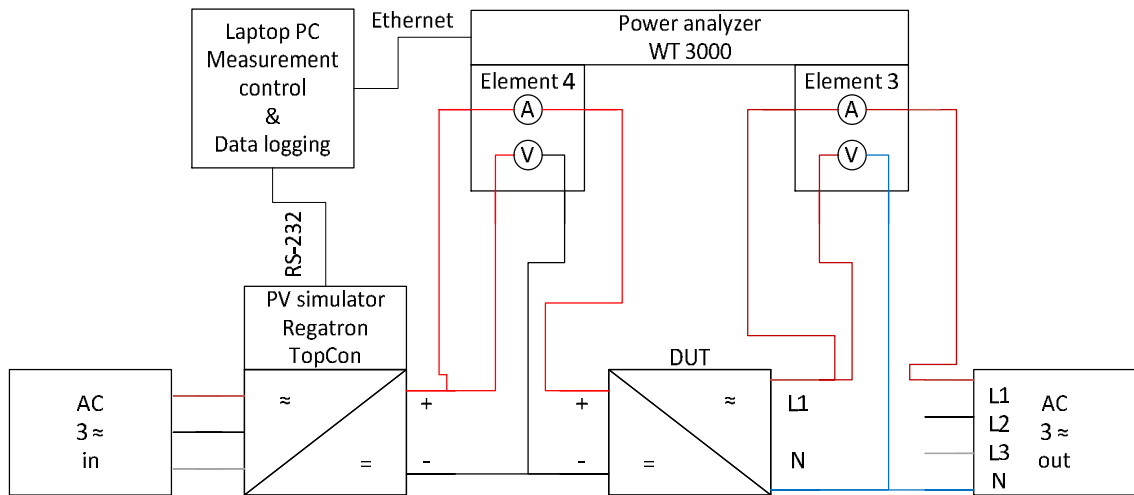 Laptop PC
Measurement
control
&
Data logging
Ethernet
Power analyzer
WT 3000
Element 4
A
V
Element 3
A
V
RS-232
PV simulator
Regatron
TopCon
AC
3 ≈
in
≈
=
+
-
+
-
DUT
≈
=
L1
N
L1
L2
L3
N
AC
3 ≈
out